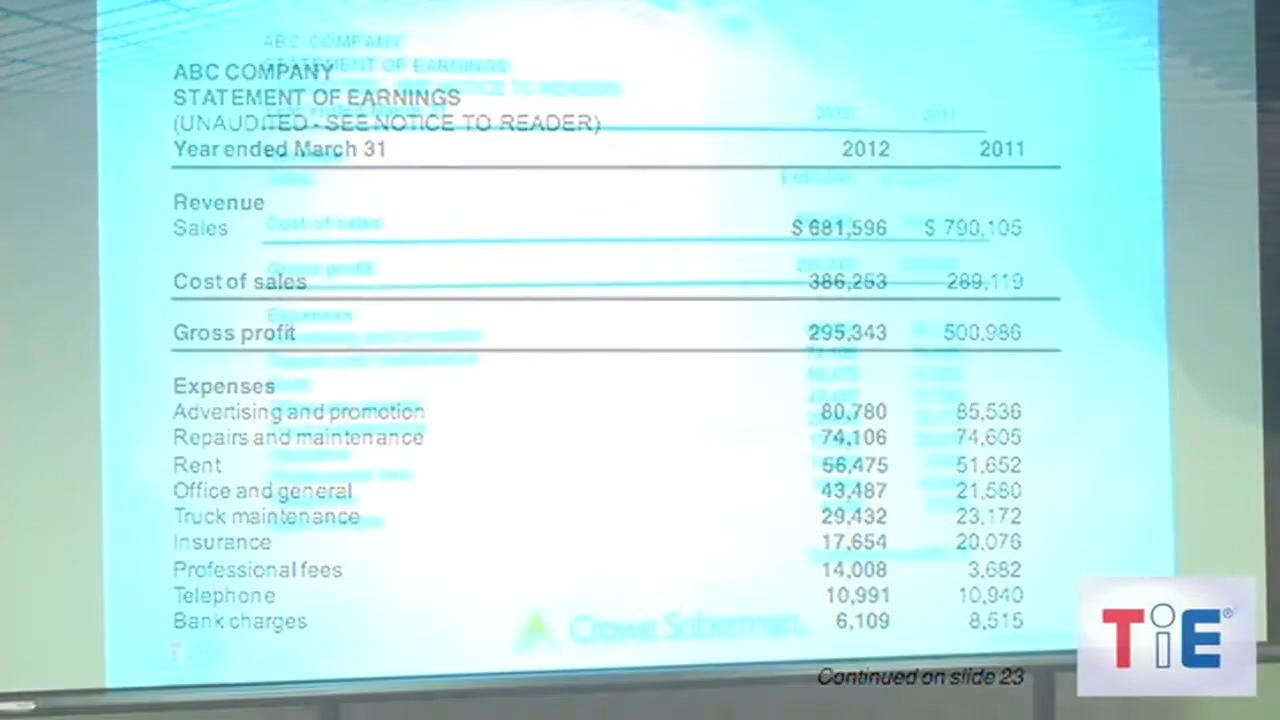 ABC COMPANY
STATEMENT OF EARNINGS
(UNAUDITED - SEE NOTICE TO READER)
Year ended March 31 2012 2011
Revenue
Sales $ 681,596 $ 790,105
Cost of sales 386,253 289,119
Gross profit 295,343 500,986
Expenses
Advertising and promotion 80,780 85,536
Repairs and maintenance 74,106 74,605
Rent 56,475 51,652
Office and general 43,487 21,580
Truck maintenance 29,432 23,172
Insurance 17,654 20,076
Professional fees 14,008 3,682
Telephone 10,991 10,940
Bank charges 6,109 8,515
Crowe Soberman
Continued on slide 23
TiE®